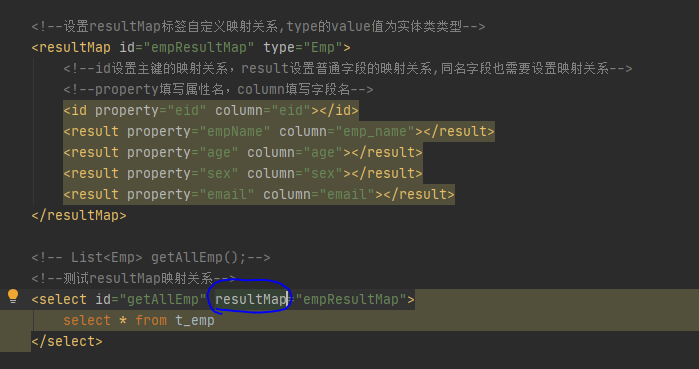 <!--设置resultMap标签自定义映射关系,type的value值为实体类类型-->
<resultMap id="empResultMap" type="Emp">
<!--id设置主键的映射关系，result设置普通字段的映射关系,同名字段也需要设置映射关系-->
<!--property填写属性名，column填写字段名-->
<id property="eid" column="eid"></id>
<result property="empName" column="emp_name"></result>
<result property="age" column="age"></result>
<result property="sex" column="sex"></result>
<result property="email" column="email"></result>
</resultMap>
<!-- List<Emp> getAllEmp();-->
<!--测试resultMap映射关系-->
<select id="getAllEmp" resultMap="empResultMap">
select * from t_emp
</select>